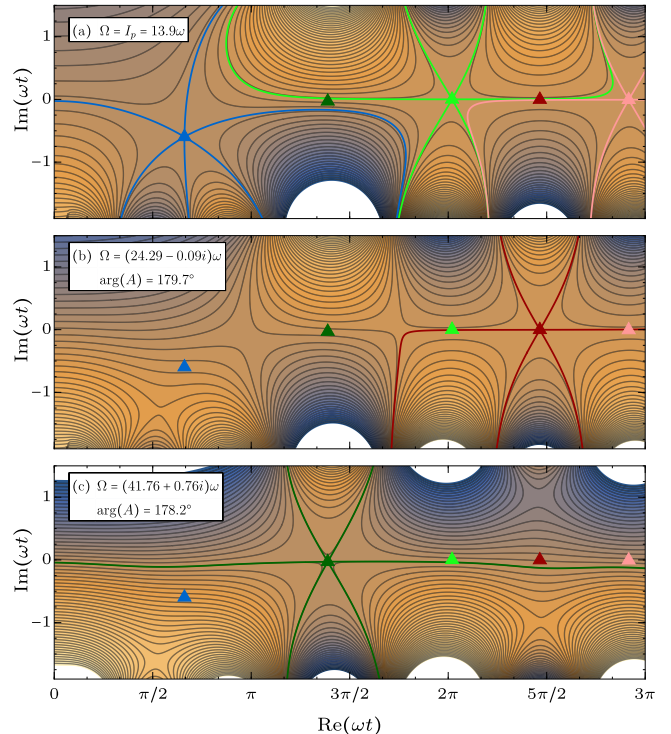 (a) Ω = I_p = 13.9ω
Im(ωt)
1
0
−1
(b) Ω = (24.29 − 0.09i)ω
arg(A) = 179.7°
Im(ωt)
1
0
−1
(c) Ω = (41.76 + 0.76i)ω
arg(A) = 178.2°
Im(ωt)
1
0
−1
0 π/2 π 3π/2 2π 5π/2 3π
Re(ωt)